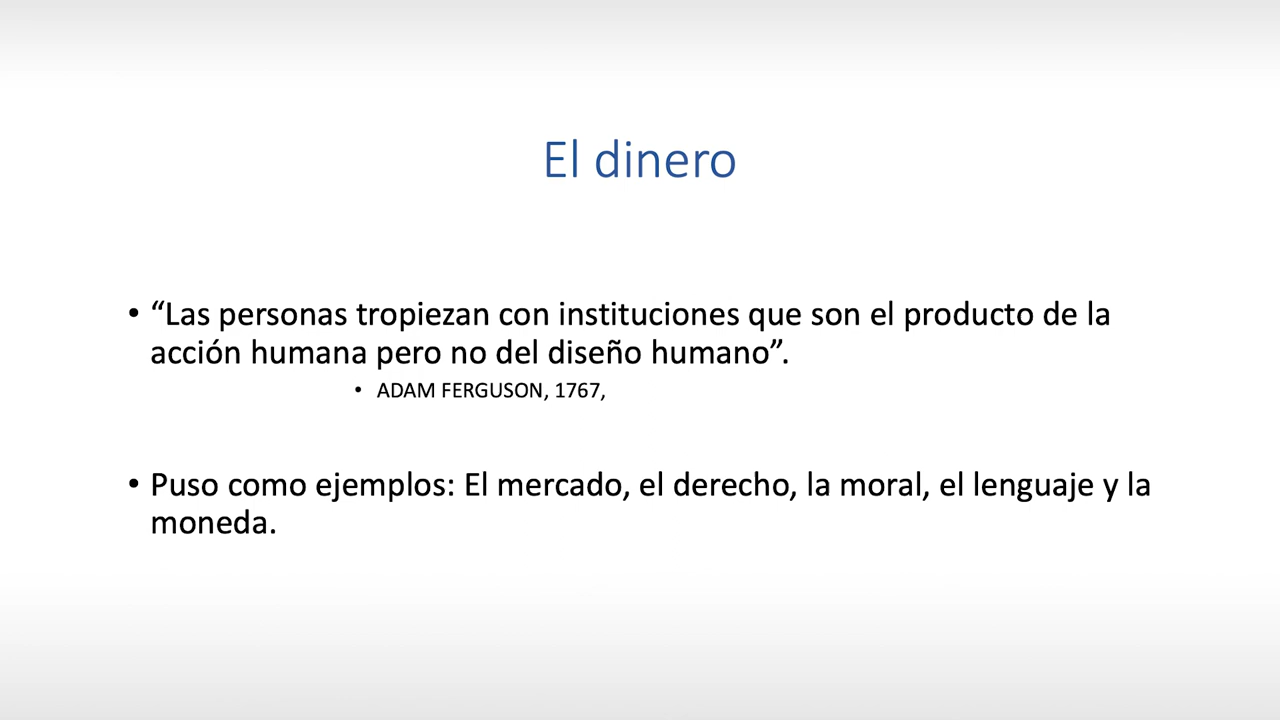 El dinero
• “Las personas tropiezan con instituciones que son el producto de la
acción humana pero no del diseño humano”.
• ADAM FERGUSON, 1767,
• Puso como ejemplos: El mercado, el derecho, la moral, el lenguaje y la
moneda.